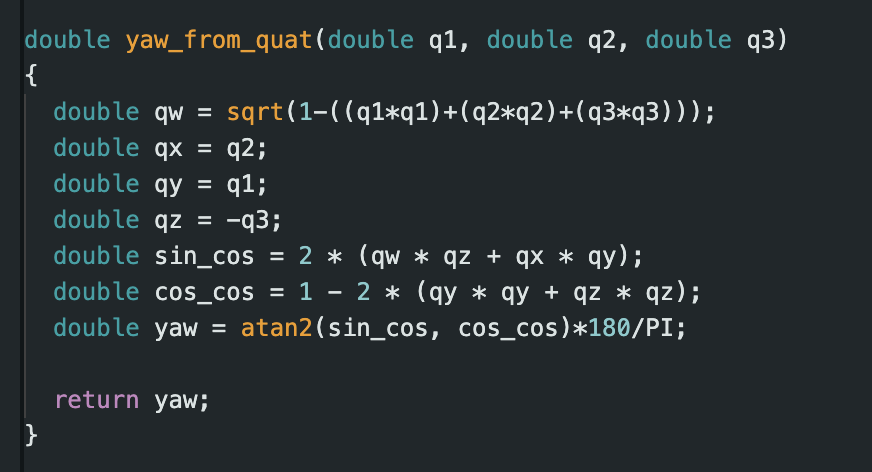 double yaw_from_quat(double q1, double q2, double q3)
{
  double qw = sqrt(1-((q1*q1)+(q2*q2)+(q3*q3)));
  double qx = q2;
  double qy = q1;
  double qz = -q3;
  double sin_cos = 2 * (qw * qz + qx * qy);
  double cos_cos = 1 - 2 * (qy * qy + qz * qz);
  double yaw = atan2(sin_cos, cos_cos)*180/PI;

  return yaw;
}